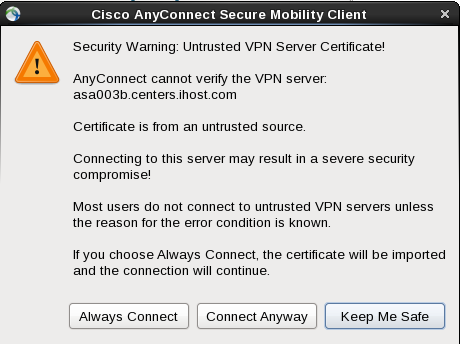 Cisco AnyConnect Secure Mobility Client
Security Warning: Untrusted VPN Server Certificate!
AnyConnect cannot verify the VPN server:
asa003b.centers.ihost.com
Certificate is from an untrusted source.
Connecting to this server may result in a severe security
compromise!
Most users do not connect to untrusted VPN servers unless
the reason for the error condition is known.
If you choose Always Connect, the certificate will be imported
and the connection will continue.
Always Connect
Connect Anyway
Keep Me Safe